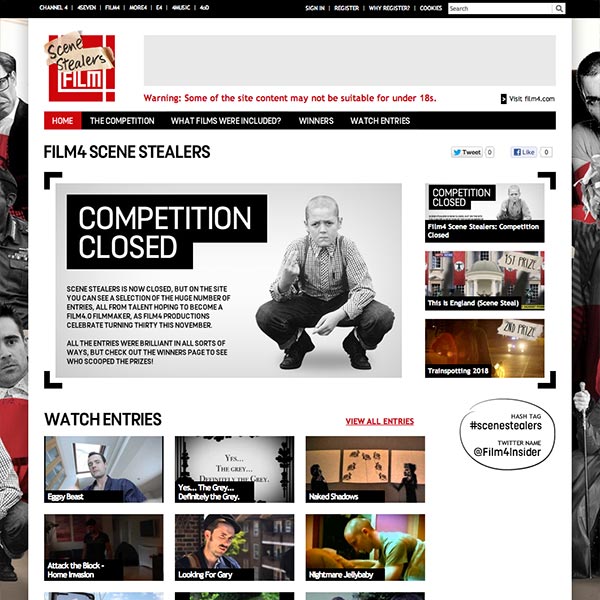 CHANNEL 4 | 4SEVEN | FILM4 | MORE4 | E4 | 4MUSIC | 4oD
SIGN IN | REGISTER | WHY REGISTER? | COOKIES
Search
Scene
Stealers
FILM
Warning: Some of the site content may not be suitable for under 18s.
Visit film4.com
HOME THE COMPETITION WHAT FILMS WERE INCLUDED? WINNERS WATCH ENTRIES
FILM4 SCENE STEALERS
Tweet 0
Like 0
COMPETITION
CLOSED
SCENE STEALERS IS NOW CLOSED, BUT ON THE SITE
YOU CAN SEE A SELECTION OF THE HUGE NUMBER OF
ENTRIES, ALL FROM TALENT HOPING TO BECOME A
FILM4.0 FILMMAKER, AS FILM4 PRODUCTIONS
CELEBRATE TURNING THIRTY THIS NOVEMBER.
ALL THE ENTRIES WERE BRILLIANT IN ALL SORTS OF
WAYS, BUT CHECK OUT THE WINNERS PAGE TO SEE
WHO SCOOPED THE PRIZES!
COMPETITION
CLOSED
Film4 Scene Stealers: Competition
Closed
1ST PRIZE
This is England (Scene Steal)
2ND PRIZE
Trainspotting 2018
HASH TAG
#scenestealers
TWITTER NAME
@Film4Insider
WATCH ENTRIES
VIEW ALL ENTRIES
Eggsy Beast
Yes...
The grey...
Definitely the Grey.
Yes... The Grey...
Definitely the Grey.
Naked Shadows
Attack the Block -
Home Invasion
Looking For Gary
Nightmare Jellybaby